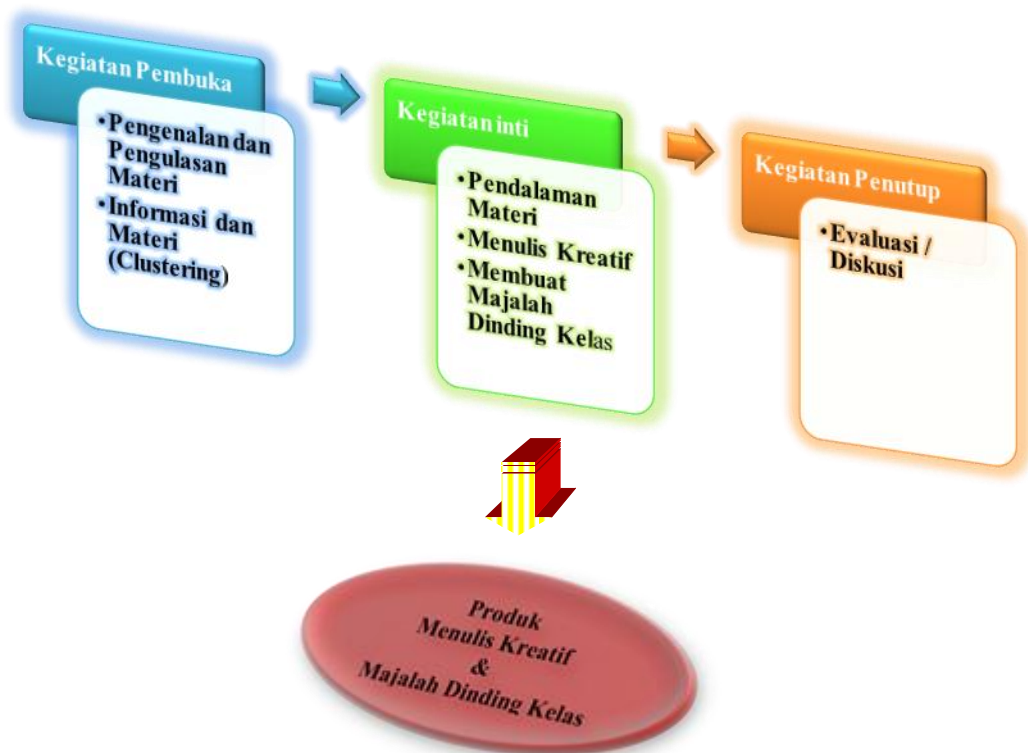 Kegiatan Pembuka
•Pengenalan dan
Pengulasan
Materi
•Informasi dan
Materi
(Clustering)
Kegiatan inti
•Pendalaman
Materi
•Menulis Kreatif
•Membuat
Majalah
Dinding Kelas
Kegiatan Penutup
•Evaluasi /
Diskusi
Produk
Menulis Kreatif
&
Majalah Dinding Kelas